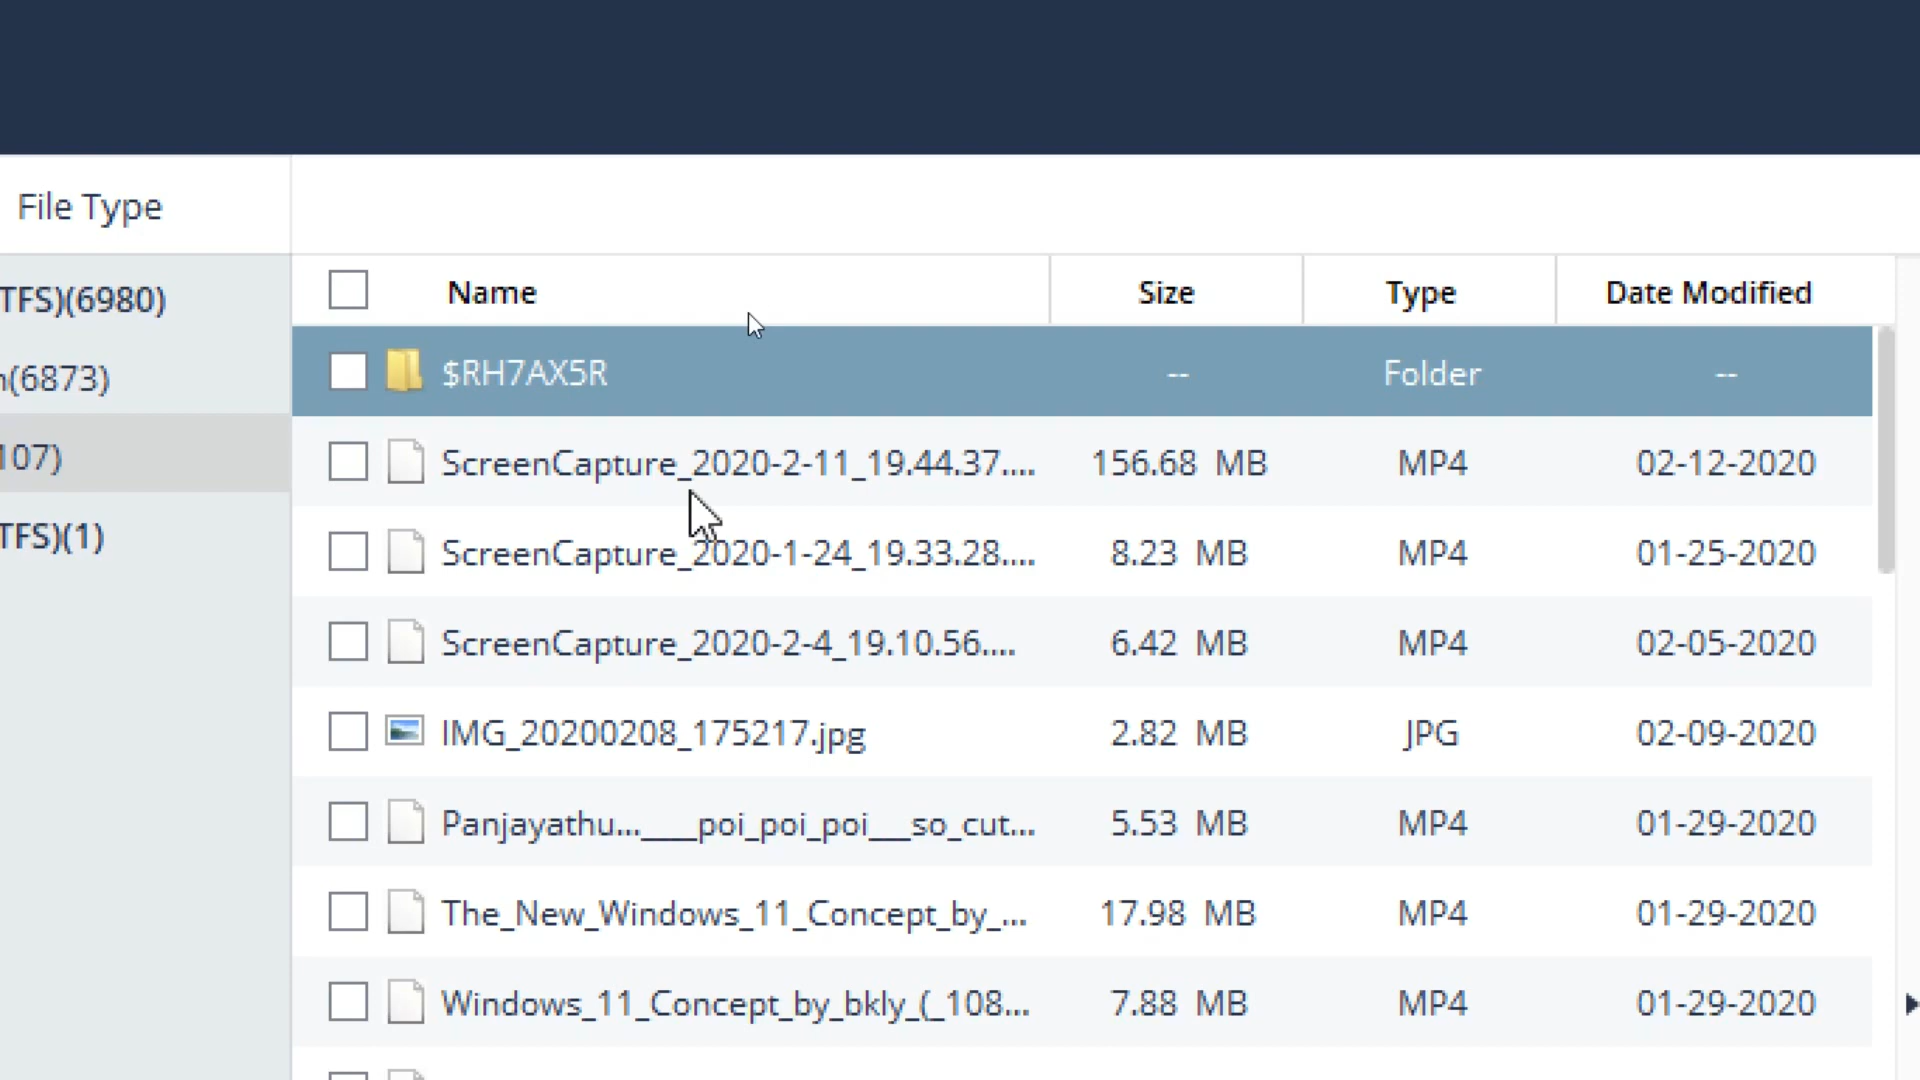 File Type
Name Size Type Date Modified
TFS)(6980)
$RH7AX5R -- Folder --
n(6873)
ScreenCapture_2020-2-11_19.44.37.... 156.68 MB MP4 02-12-2020
107)
ScreenCapture_2020-1-24_19.33.28.... 8.23 MB MP4 01-25-2020
TFS)(1)
ScreenCapture_2020-2-4_19.10.56.... 6.42 MB MP4 02-05-2020
IMG_20200208_175217.jpg 2.82 MB JPG 02-09-2020
Panjayathu...____poi_poi_poi___so_cut... 5.53 MB MP4 01-29-2020
The_New_Windows_11_Concept_by_... 17.98 MB MP4 01-29-2020
Windows_11_Concept_by_bkly_(_108... 7.88 MB MP4 01-29-2020